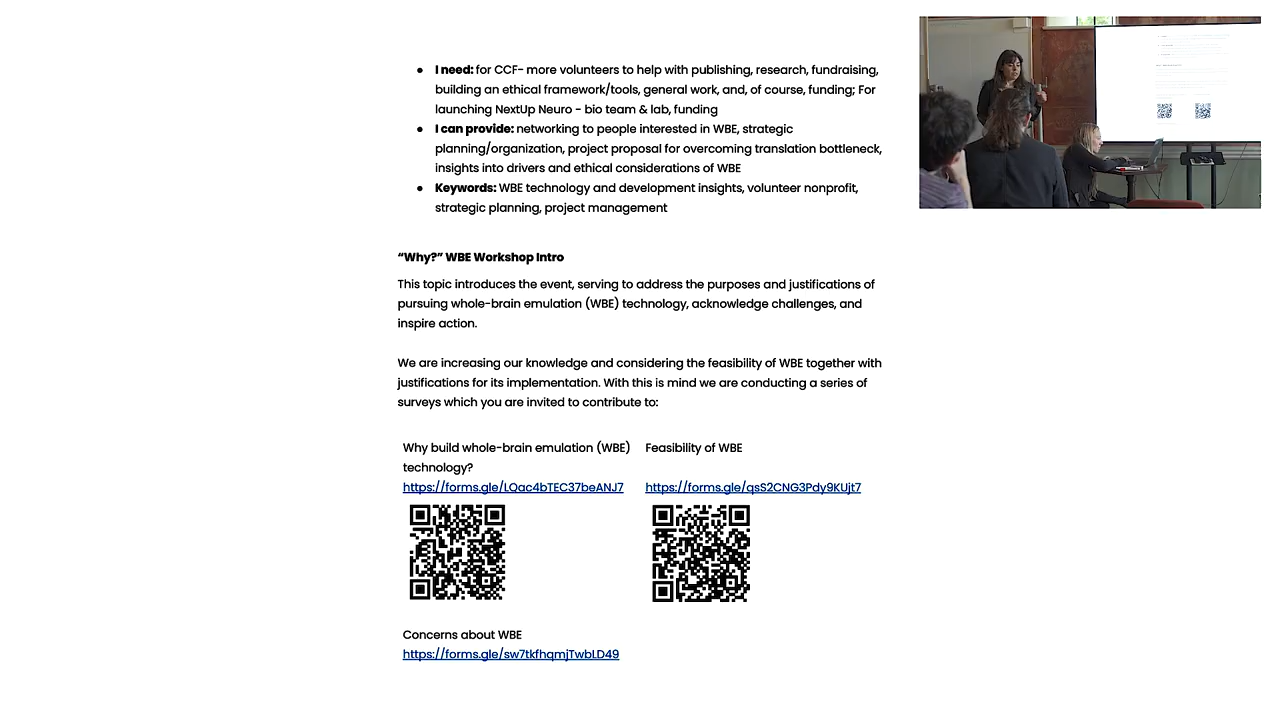 ● I need: for CCF- more volunteers to help with publishing, research, fundraising,
building an ethical framework/tools, general work, and, of course, funding; For
launching NextUp Neuro - bio team & lab, funding
● I can provide: networking to people interested in WBE, strategic
planning/organization, project proposal for overcoming translation bottleneck,
insights into drivers and ethical considerations of WBE
● Keywords: WBE technology and development insights, volunteer nonprofit,
strategic planning, project management
“Why?” WBE Workshop Intro
This topic introduces the event, serving to address the purposes and justifications of
pursuing whole-brain emulation (WBE) technology, acknowledge challenges, and
inspire action.
We are increasing our knowledge and considering the feasibility of WBE together with
justifications for its implementation. With this is mind we are conducting a series of
surveys which you are invited to contribute to:
Why build whole-brain emulation (WBE)
technology?
https://forms.gle/LQac4bTEC37beANJ7
Feasibility of WBE
https://forms.gle/qsS2CNG3Pdy9KUjt7
Concerns about WBE
https://forms.gle/sw7tkfhqmjTwbLD49